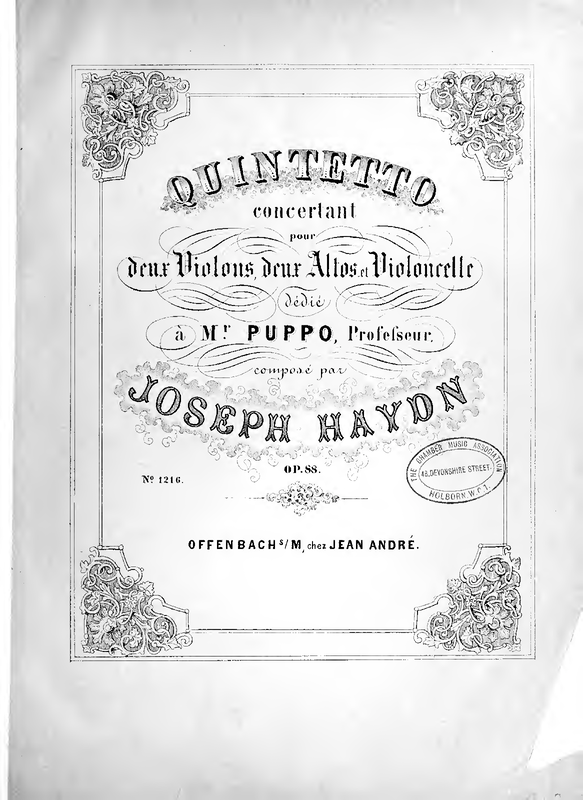 QUINTETTO
concertant
pour
deux Violons, deux Altos, et Violoncelle
dédié
à Mr PUPPO, Profeſseur,
composé par
JOSEPH HAYDN
OP. 88.
No 1216.
THE CHAMBER MUSIC ASSOCIATION
DEVONSHIRE STREET
HOLBORN W.C.1.
OFFENBACH s/M, chez JEAN ANDRÉ.